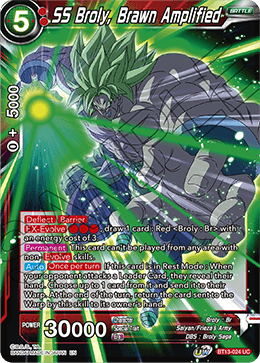 5
SS Broly, Brawn Amplified
BATTLE
0 + 5000
Deflect Barrier
EX-Evolve , draw 1 card : Red <Broly : Br> with
an energy cost of 3
Permanent This card can't be played from any area with
non- Evolve skills.
Auto Once per turn If this card is in Rest Mode : When
your opponent attacks a Leader Card, they reveal their
hand. Choose up to 1 card from it and send it to their
Warp. At the end of the turn, return the card sent to the
Warp by this skill to its owner's hand.
POWER 30000
Broly : Br
Saiyan/Frieza's Army
DBS : Broly Saga
BT13-024 UC